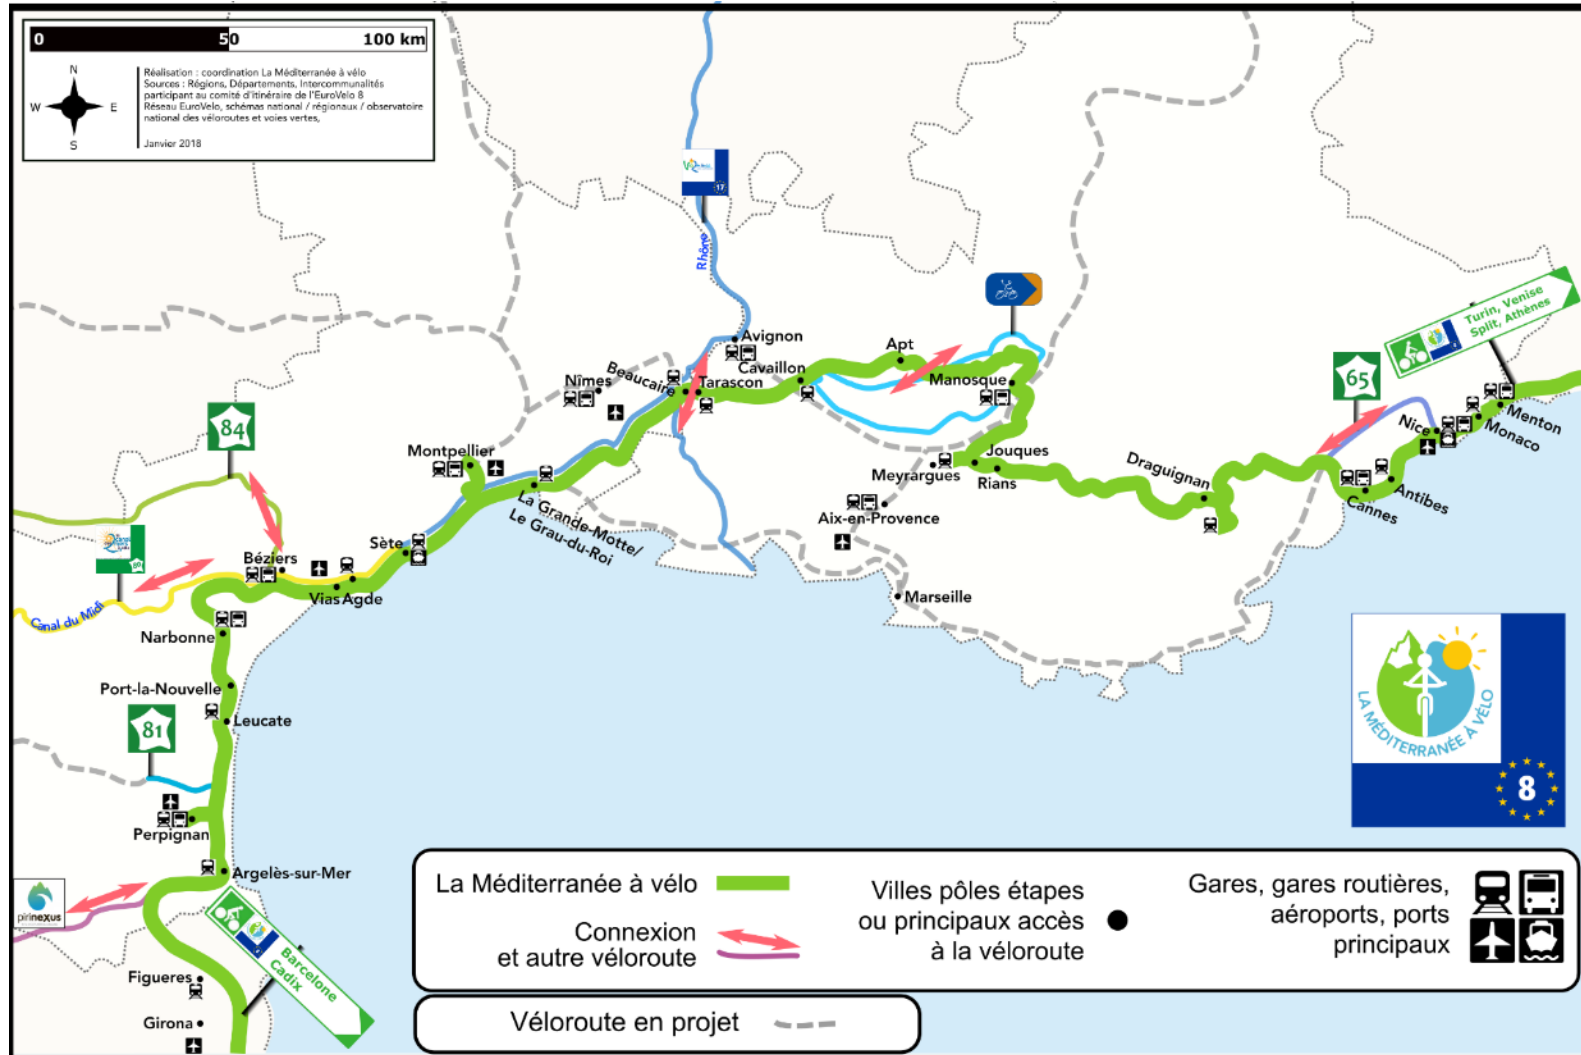 0 50 100 km
N
W E
S
Réalisation : coordination La Méditerranée à vélo
Sources : Régions, Départements, Intercommunalités
participant au comité d'itinéraire de l'EuroVelo 8
Réseau EuroVelo, schémas national / régionaux / observatoire
national des véloroutes et voies vertes,
Janvier 2018
17
Rhône
Turin, Venise
Split, Athènes
Avignon
Apt
Cavaillon
Beaucaire
Tarascon
Nîmes
Manosque
65
Nice
Menton
Monaco
84
Montpellier
Jouques
Meyrargues
Rians
Draguignan
Antibes
Cannes
La Grande-Motte/
Le Grau-du-Roi
Aix-en-Provence
Sète
Béziers
Vias Agde
Marseille
Canal du Midi
Narbonne
Port-la-Nouvelle
Leucate
81
Perpignan
LA MÉDITERRANÉE À VÉLO
8
Argelès-sur-Mer
pirinexus
Barcelone
Cadix
Figueres
Girona
La Méditerranée à vélo
Connexion
et autre véloroute
Villes pôles étapes
ou principaux accès
à la véloroute
Gares, gares routières,
aéroports, ports
principaux
Véloroute en projet